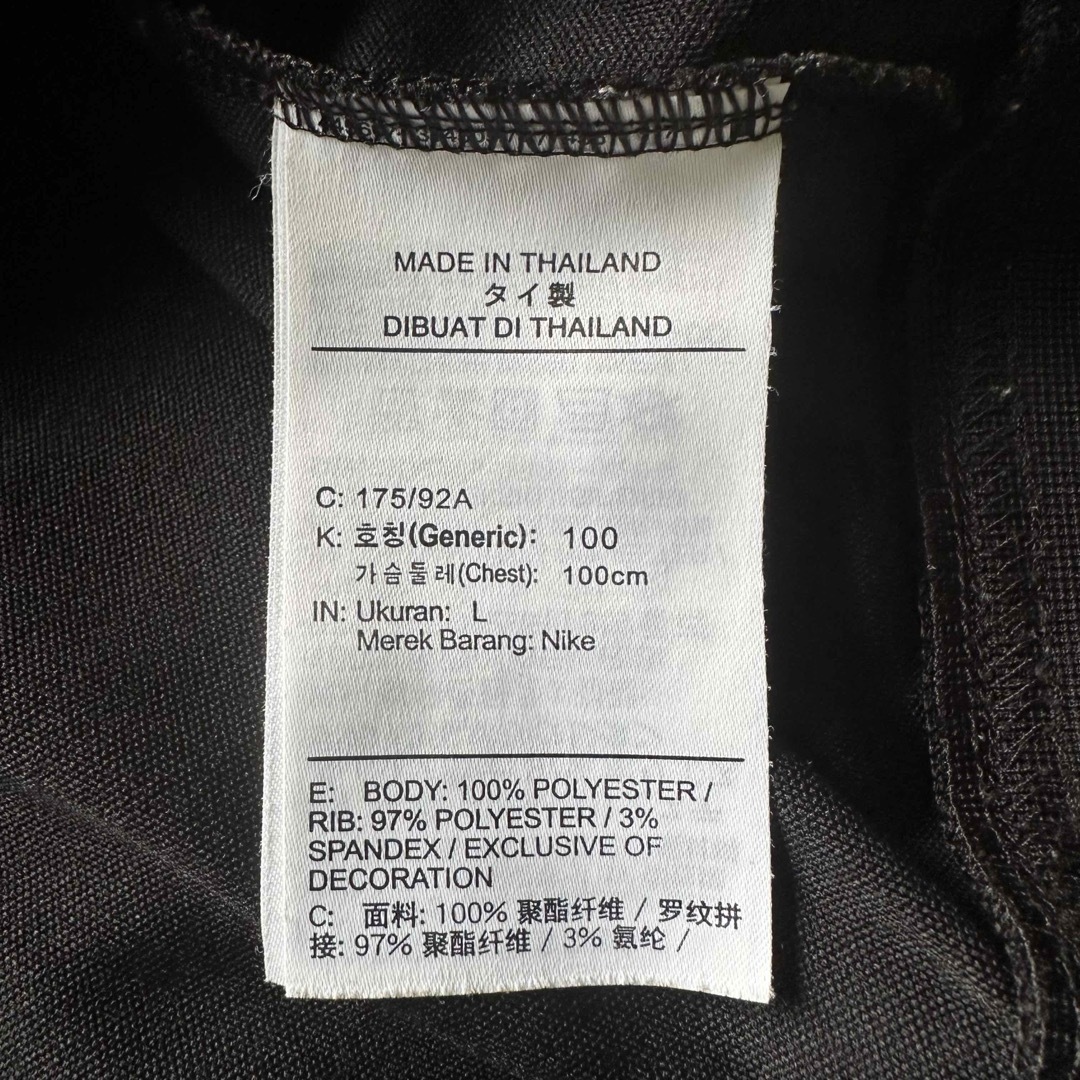 MADE IN THAILAND
タイ製
DIBUAT DI THAILAND
C: 175/92A
K: 호칭(Generic): 100
가슴둘레(Chest): 100cm
IN: Ukuran: L
Merek Barang: Nike
E: BODY: 100% POLYESTER /
RIB: 97% POLYESTER / 3%
SPANDEX / EXCLUSIVE OF
DECORATION
C: 面料: 100% 聚酯纤维 / 罗纹拼
接: 97% 聚酯纤维 / 3% 氨纶 /